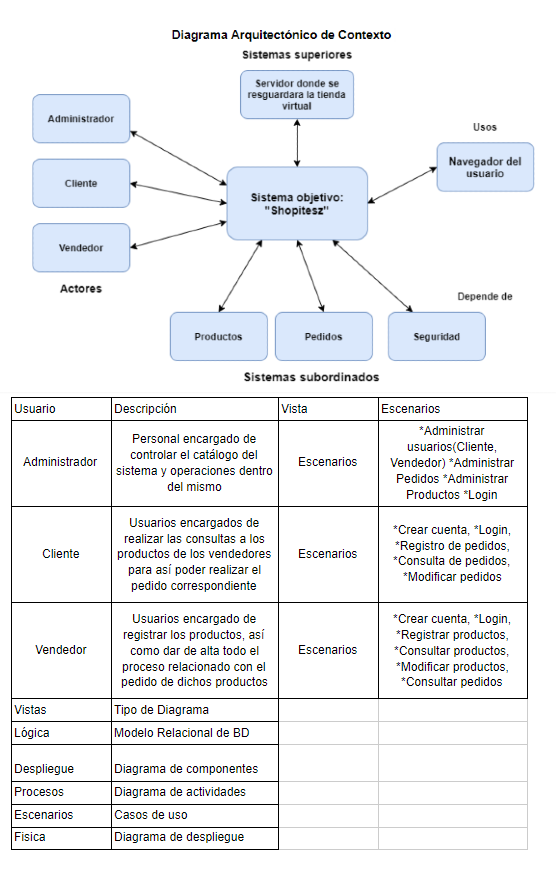 Diagrama Arquitectónico de Contexto
Sistemas superiores
Servidor donde se
resguardara la tienda
virtual
Administrador
Usos
Navegador del
usuario
Cliente
Sistema objetivo:
"Shopitesz"
Vendedor
Actores
Depende de
Productos
Pedidos
Seguridad
Sistemas subordinados
Usuario Descripción Vista Escenarios
Administrador
Personal encargado de
controlar el catálogo del
sistema y operaciones dentro
del mismo
Escenarios
*Administrar
usuarios(Cliente,
Vendedor) *Administrar
Pedidos *Administrar
Productos *Login
Cliente
Usuarios encargados de
realizar las consultas a los
productos de los vendedores
para así poder realizar el
pedido correspondiente
Escenarios
*Crear cuenta, *Login,
*Registro de pedidos,
*Consulta de pedidos,
*Modificar pedidos
Vendedor
Usuarios encargado de
registrar los productos, así
como dar de alta todo el
proceso relacionado con el
pedido de dichos productos
Escenarios
*Crear cuenta, *Login,
*Registrar productos,
*Consultar productos,
*Modificar productos,
*Consultar pedidos
Vistas Tipo de Diagrama
Lógica Modelo Relacional de BD
Despliegue Diagrama de componentes
Procesos Diagrama de actividades
Escenarios Casos de uso
Fisica Diagrama de despliegue